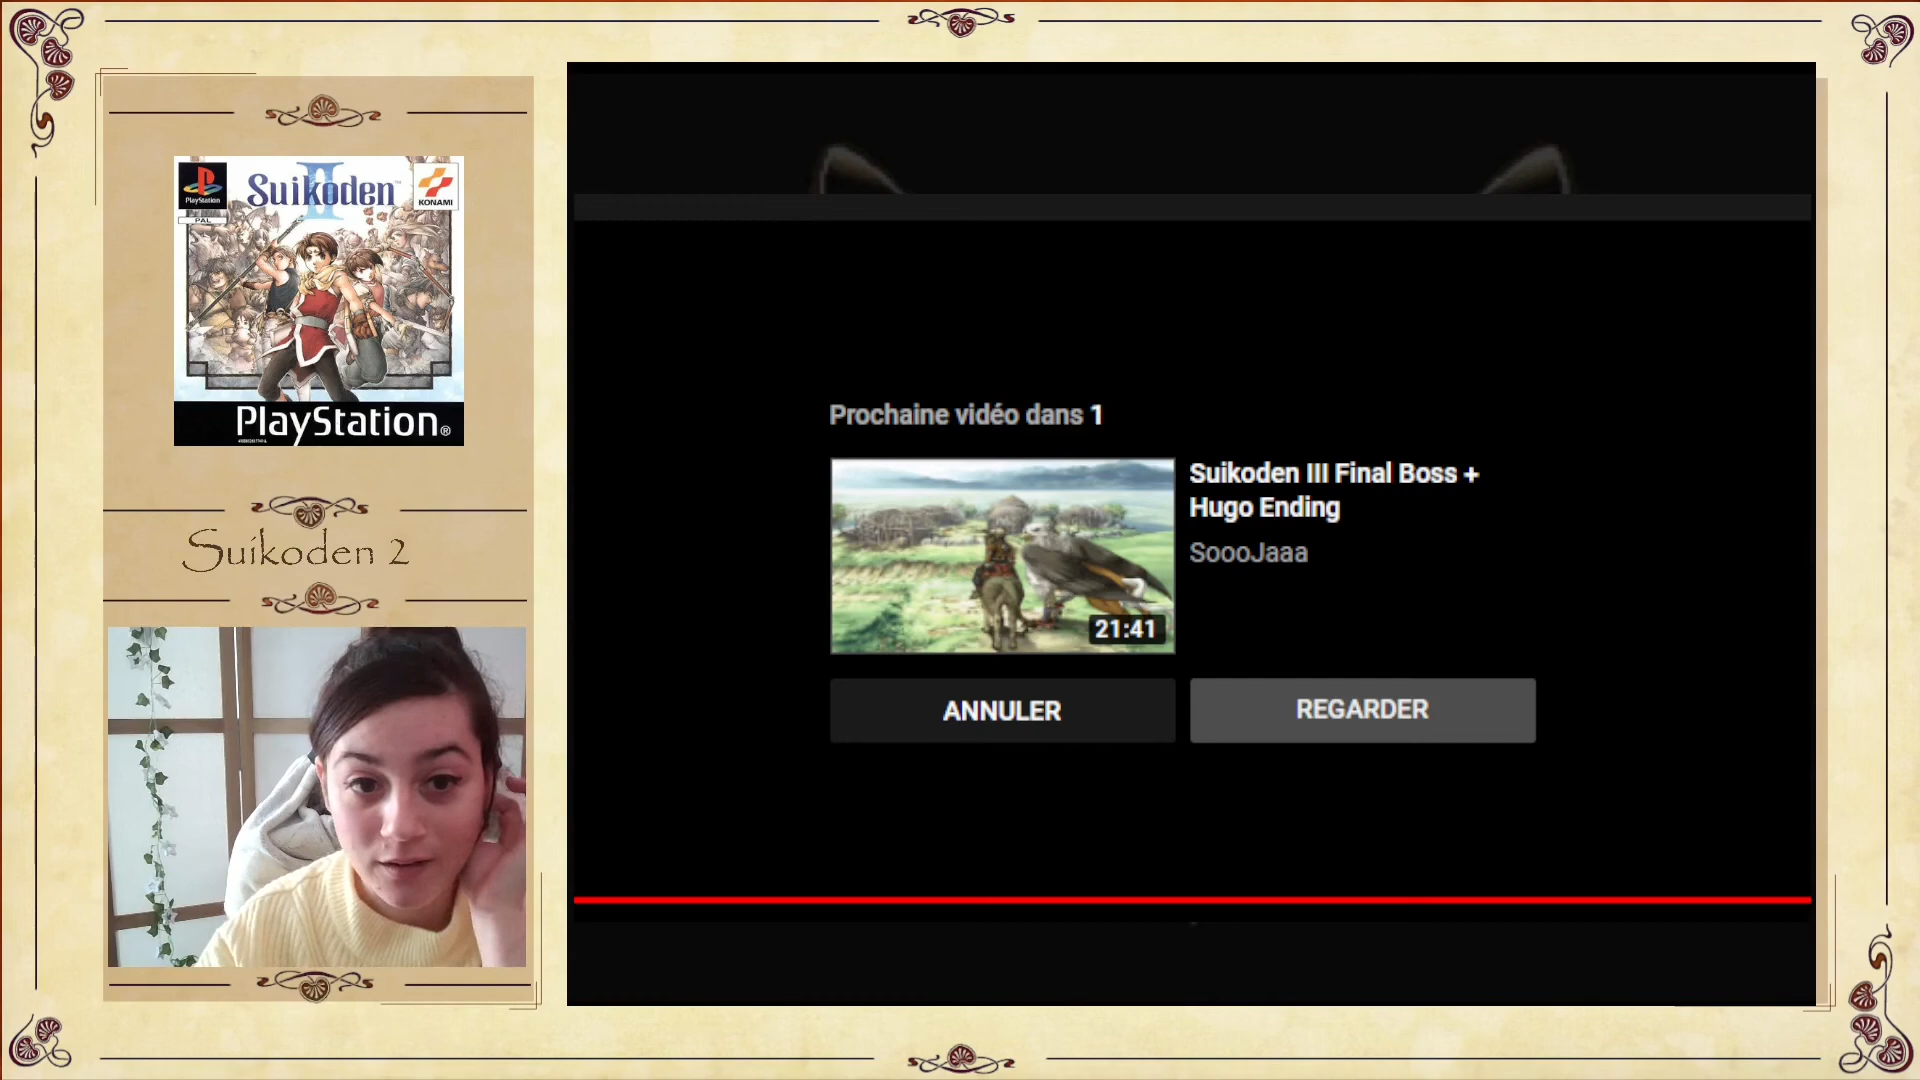 PlayStation
PAL
Suikoden
II
KONAMI
PlayStation®
Suikoden 2
Prochaine vidéo dans 1
Suikoden III Final Boss +
Hugo Ending
SoooJaaa
21:41
ANNULER
REGARDER